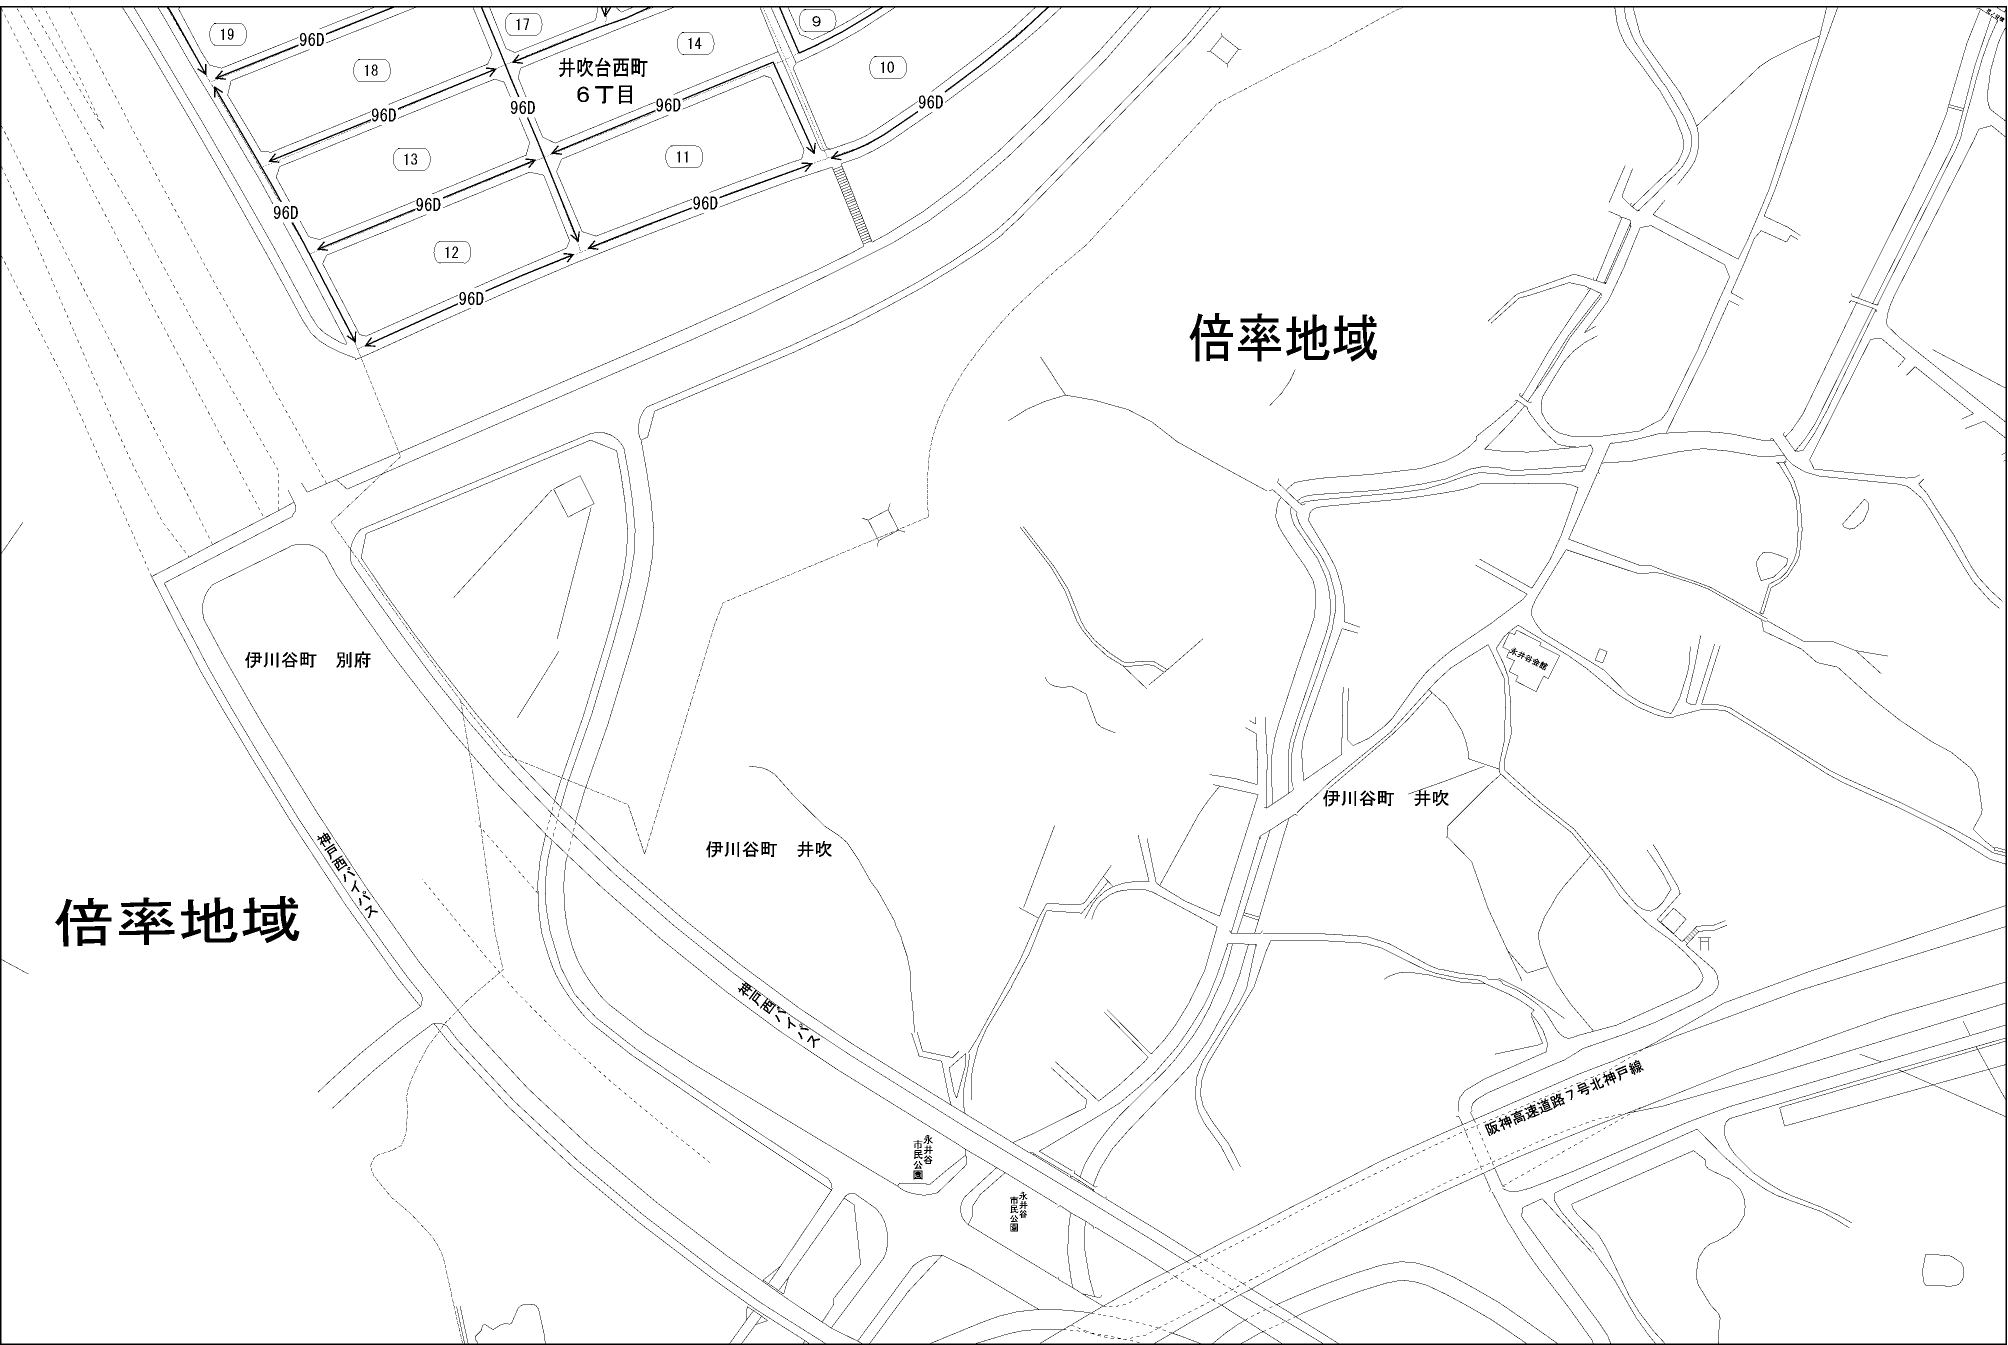 19
96D
17
9
18
14
井吹台西町
6丁目
10
96D
96D
96D
96D
13
11
96D
96D
96D
12
96D
96D
倍率地域
伊川谷町 別府
永井谷会館
伊川谷町 井吹
伊川谷町 井吹
神戸西バイパス
倍率地域
神戸西バイパス
阪神高速道路7号北神戸線
永井谷
市民公園
永井谷
市民公園